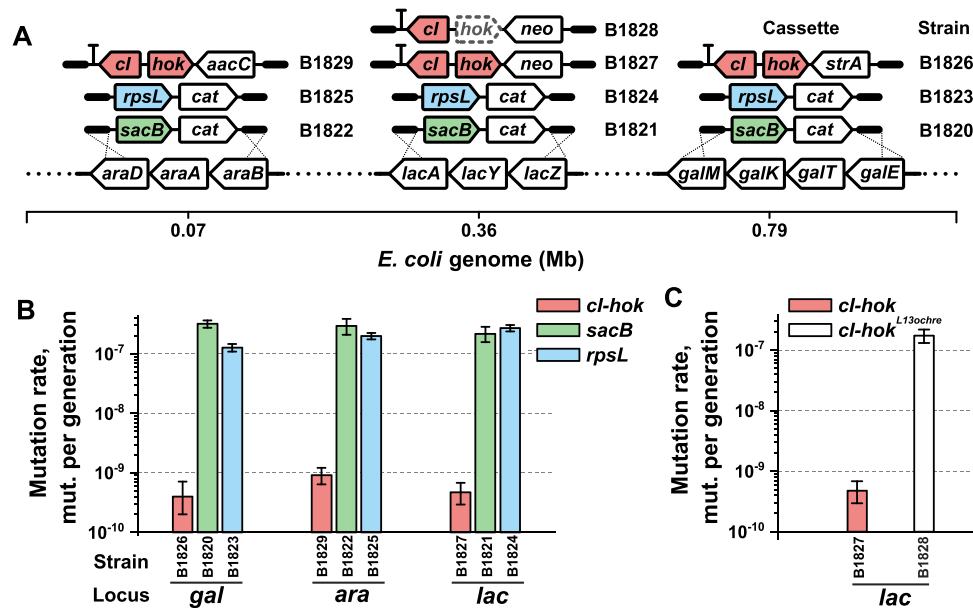 A
cI hok neo B1828
Cassette Strain
cI hok aacC B1829
cI hok neo B1827
cI hok strA B1826
rpsL cat B1825
rpsL cat B1824
rpsL cat B1823
sacB cat B1822
sacB cat B1821
sacB cat B1820
araD araA araB
lacA lacY lacZ
galM galK galT galE
0.07 0.36 0.79
E. coli genome (Mb)
B
Mutation rate,
mut. per generation
10⁻⁷
10⁻⁸
10⁻⁹
10⁻¹⁰
cI-hok
sacB
rpsL
Strain B1826 B1820 B1823 B1829 B1822 B1825 B1827 B1821 B1824
Locus gal ara lac
C
Mutation rate,
mut. per generation
10⁻⁷
10⁻⁸
10⁻⁹
10⁻¹⁰
cI-hok
cI-hok L13ochre
B1827 B1828
lac